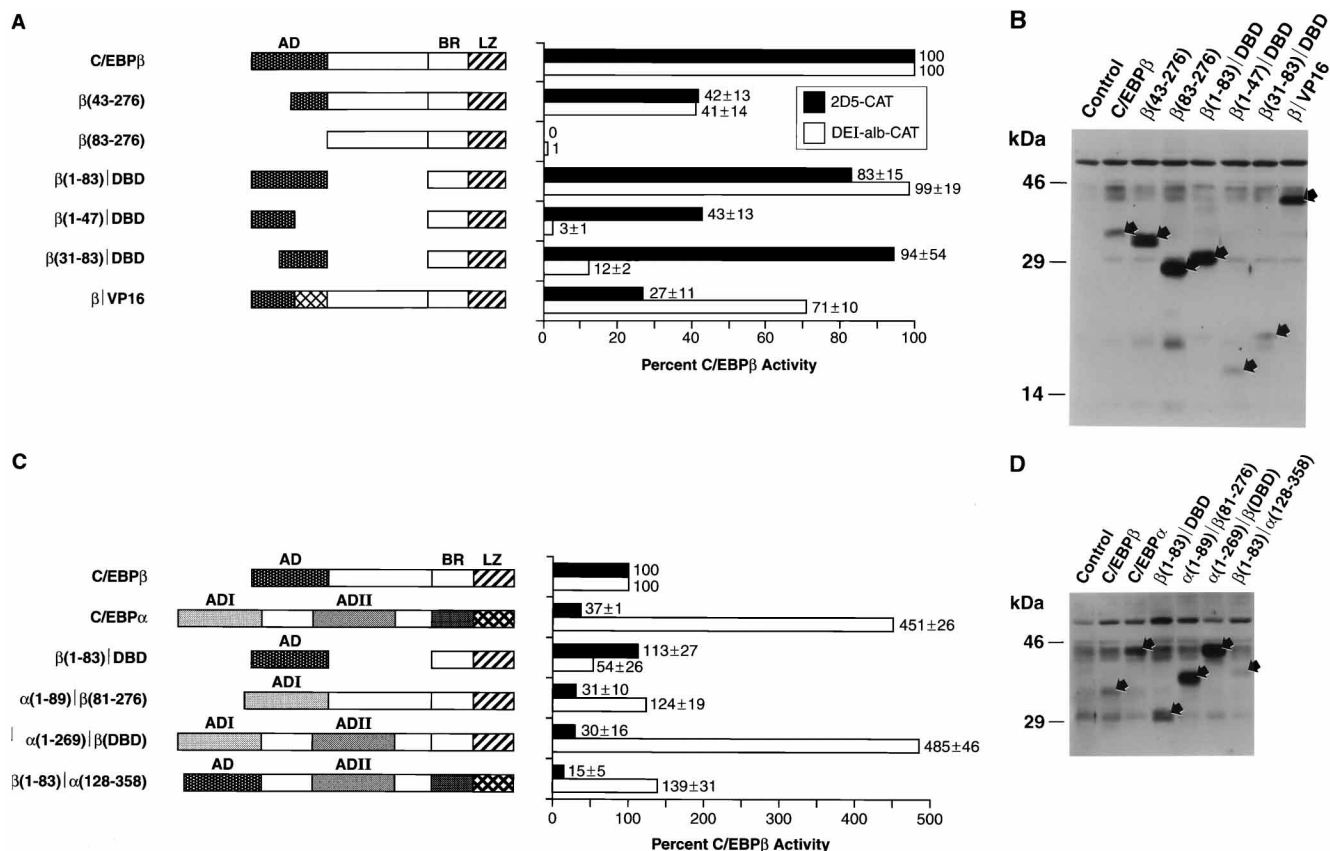 A
AD BR LZ
C/EBPβ
β(43-276)
β(83-276)
β(1-83)|DBD
β(1-47)|DBD
β(31-83)|DBD
β|VP16
100
100
42±13
41±14
0
1
83±15
99±19
43±13
3±1
94±54
12±2
27±11
71±10
2D5-CAT
DEI-alb-CAT
0 20 40 60 80 100
Percent C/EBPβ Activity
B
Control
C/EBPβ
β(43-276)
β(83-276)
β(1-83)|DBD
β(1-47)|DBD
β(31-83)|DBD
β|VP16
kDa
46
29
14
C
AD BR LZ
C/EBPβ
ADI ADII
C/EBPα
AD
β(1-83)|DBD
ADI
α(1-89)|β(81-276)
ADI ADII
α(1-269)|β(DBD)
AD ADII
β(1-83)|α(128-358)
100
100
37±1
451±26
113±27
54±26
31±10
124±19
30±16
485±46
15±5
139±31
0 100 200 300 400 500
Percent C/EBPβ Activity
D
Control
C/EBPβ
C/EBPα
β(1-83)|DBD
α(1-89)|β(81-276)
α(1-269)|β(DBD)
β(1-83)|α(128-358)
kDa
46
29